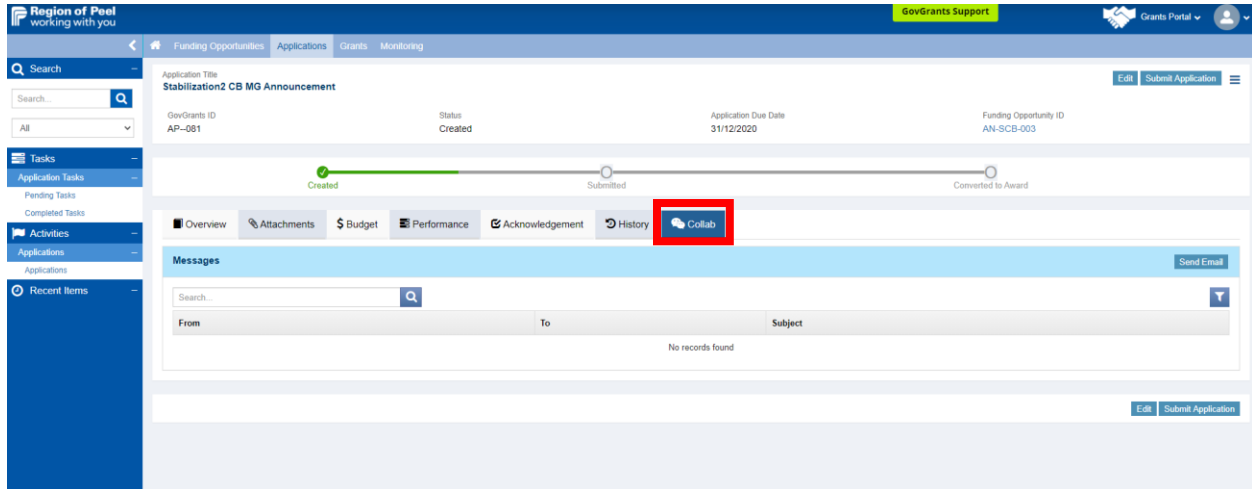 Region of Peel
working with you
GovGrants Support
Grants Portal
Funding Opportunities Applications Grants Monitoring
Search
Search...
All
Tasks
Application Tasks
Pending Tasks
Completed Tasks
Activities
Applications
Applications
Recent Items
Application Title
Stabilization2 CB MG Announcement
Edit Submit Application
GovGrants ID Status Application Due Date Funding Opportunity ID
AP--081 Created 31/12/2020 AN-SCB-003
Created Submitted Converted to Award
Overview Attachments $ Budget Performance Acknowledgement History Collab
Messages Send Email
Search...
From To Subject
No records found
Edit Submit Application